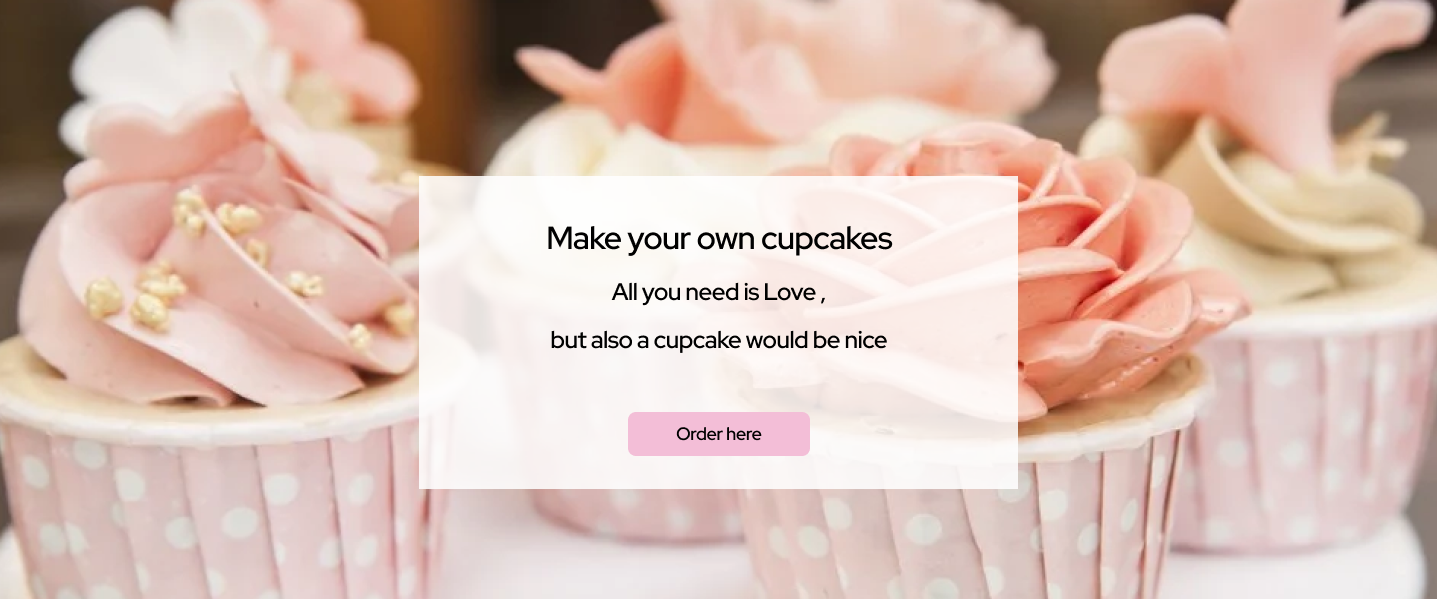 Make your own cupcakes
All you need is Love ,
but also a cupcake would be nice
Order here